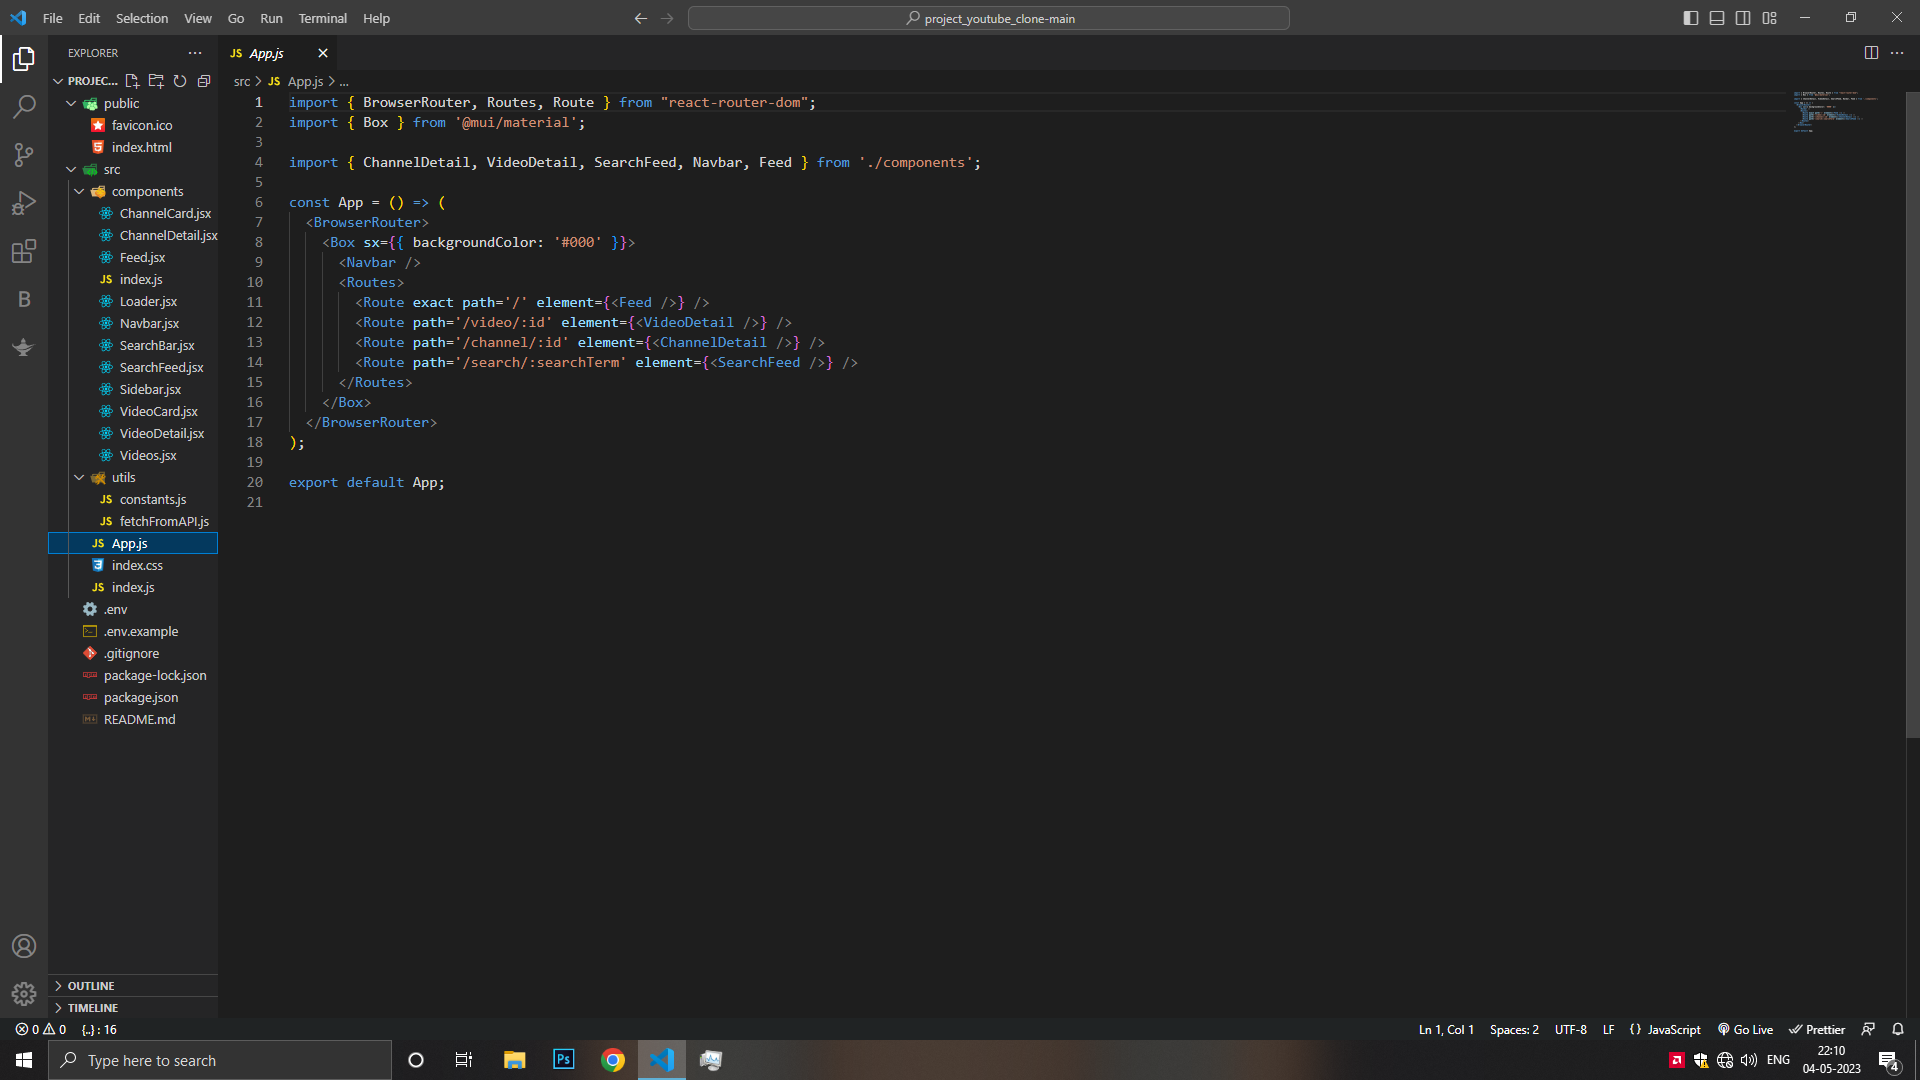 File Edit Selection View Go Run Terminal Help
project_youtube_clone-main
EXPLORER
PROJEC...
public
favicon.ico
index.html
src
components
ChannelCard.jsx
ChannelDetail.jsx
Feed.jsx
JS index.js
Loader.jsx
Navbar.jsx
SearchBar.jsx
SearchFeed.jsx
Sidebar.jsx
VideoCard.jsx
VideoDetail.jsx
Videos.jsx
utils
JS constants.js
JS fetchFromAPI.js
JS App.js
index.css
JS index.js
.env
.env.example
.gitignore
package-lock.json
package.json
README.md
OUTLINE
TIMELINE
B
JS App.js
src > JS App.js > ...
1 import { BrowserRouter, Routes, Route } from "react-router-dom";
2 import { Box } from '@mui/material';
3
4 import { ChannelDetail, VideoDetail, SearchFeed, Navbar, Feed } from './components';
5
6 const App = () => (
7 <BrowserRouter>
8 <Box sx={{ backgroundColor: '#000' }}>
9 <Navbar />
10 <Routes>
11 <Route exact path='/' element={<Feed />} />
12 <Route path='/video/:id' element={<VideoDetail />} />
13 <Route path='/channel/:id' element={<ChannelDetail />} />
14 <Route path='/search/:searchTerm' element={<SearchFeed />} />
15 </Routes>
16 </Box>
17 </BrowserRouter>
18 );
19
20 export default App;
21
0 0 {..} : 16
Ln 1, Col 1 Spaces: 2 UTF-8 LF {} JavaScript Go Live Prettier
Type here to search
Ps
ENG
22:10
04-05-2023
4